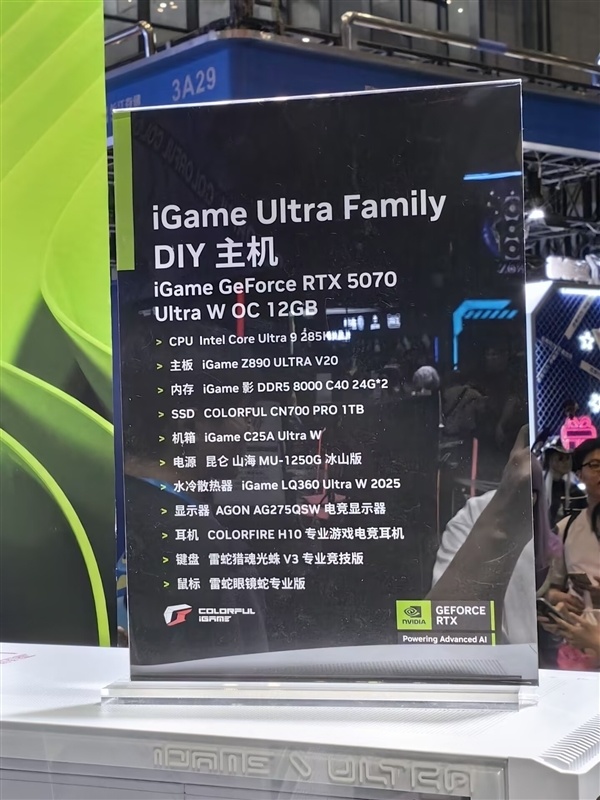 3A29
iGame Ultra Family
DIY 主机
iGame GeForce RTX 5070
Ultra W OC 12GB
> CPU Intel Core Ultra 9 285K
> 主板 iGame Z890 ULTRA V20
> 内存 iGame 影 DDR5 8000 C40 24G*2
> SSD COLORFUL CN700 PRO 1TB
> 机箱 iGame C25A Ultra W
> 电源 昆仑 山海 MU-1250G 冰山版
> 水冷散热器 iGame LQ360 Ultra W 2025
> 显示器 AGON AG275QSW 电竞显示器
> 耳机 COLORFIRE H10 专业游戏电竞耳机
> 键盘 雷蛇猎魂光蛛 V3 专业竞技版
> 鼠标 雷蛇眼镜蛇专业版
COLORFUL
iGAME
NVIDIA
GEFORCE
RTX
Powering Advanced AI
IGAME ULTRA